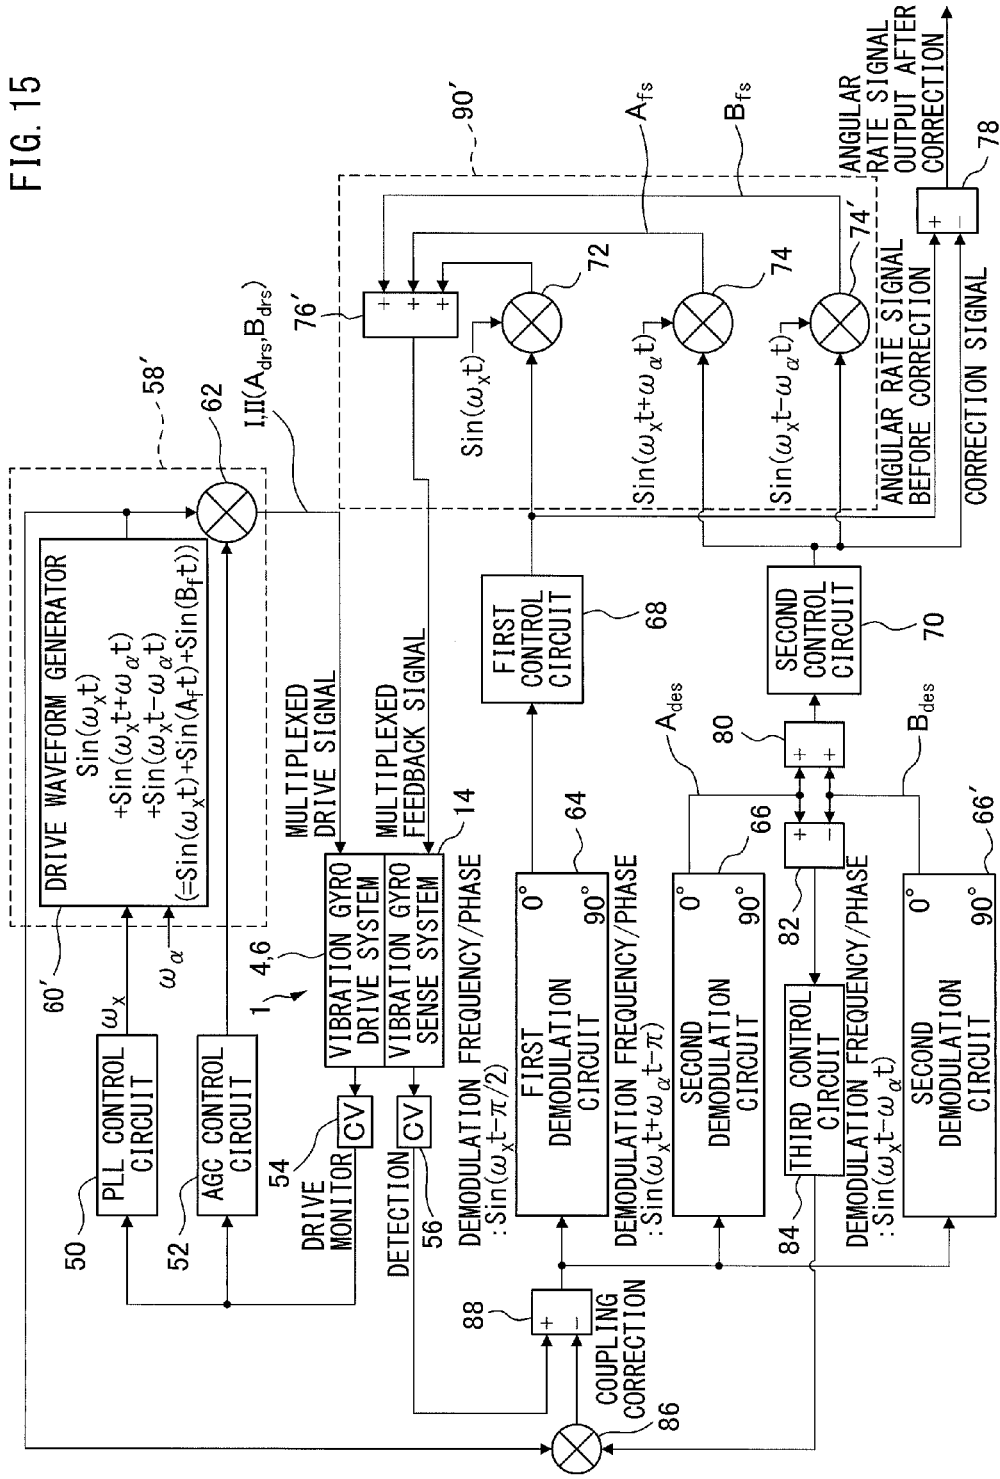 FIG. 15
58′
60′
DRIVE WAVEFORM GENERATOR
Sin(ωxt)
+Sin(ωxt+ωαt)
+Sin(ωxt-ωαt)
(=Sin(ωxt)+Sin(Aft)+Sin(Bft))
62
50
PLL CONTROL
CIRCUIT
ωx
ωα
52
AGC CONTROL
CIRCUIT
I,II(Adrs,Bdrs)
54
DRIVE
MONITOR
CV
DETECTION
CV
56
1
4,6
VIBRATION GYRO
DRIVE SYSTEM
VIBRATION GYRO
SENSE SYSTEM
14
MULTIPLEXED
DRIVE SIGNAL
MULTIPLEXED
FEEDBACK SIGNAL
90′
76′
+
+
+
Sin(ωxt)
72
Afs
Sin(ωxt+ωαt)
74
Bfs
Sin(ωxt-ωαt)
74′
88
+
−
COUPLING
CORRECTION
86
DEMODULATION FREQUENCY/PHASE
:Sin(ωxt-π/2)
FIRST
DEMODULATION
CIRCUIT
0°
90°
64
FIRST
CONTROL
CIRCUIT
68
DEMODULATION FREQUENCY/PHASE
:Sin(ωxt+ωαt-π)
SECOND
DEMODULATION
CIRCUIT
0°
90°
66
Ades
80
+
+
SECOND
CONTROL
CIRCUIT
70
84
THIRD CONTROL
CIRCUIT
82
+
−
Bdes
DEMODULATION FREQUENCY/PHASE
:Sin(ωxt-ωαt)
SECOND
DEMODULATION
CIRCUIT
0°
90°
66′
ANGULAR RATE SIGNAL
BEFORE CORRECTION
CORRECTION SIGNAL
+
−
78
ANGULAR
RATE SIGNAL
OUTPUT AFTER
CORRECTION